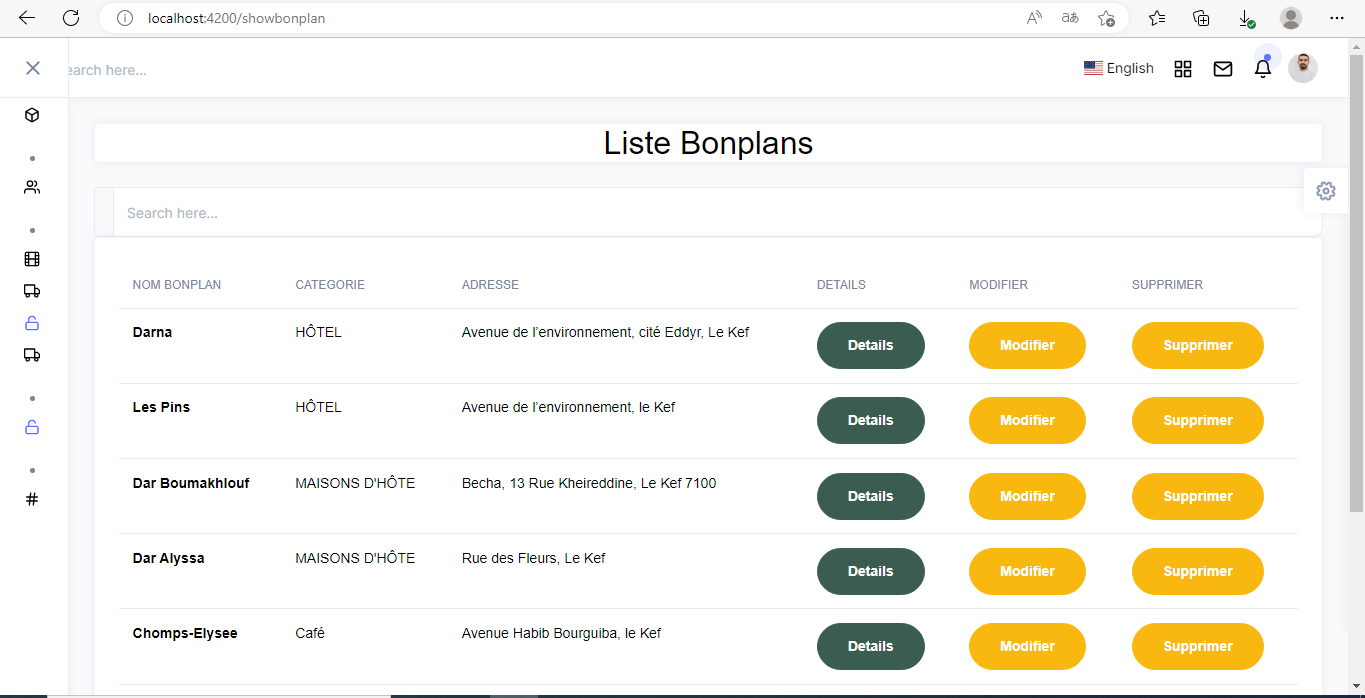 localhost:4200/showbonplan
earch here...
English
Liste Bonplans
Search here...
NOM BONPLAN CATEGORIE ADRESSE DETAILS MODIFIER SUPPRIMER
Darna HÔTEL Avenue de l’environnement, cité Eddyr, Le Kef Details Modifier Supprimer
Les Pins HÔTEL Avenue de l’environnement, le Kef Details Modifier Supprimer
Dar Boumakhlouf MAISONS D'HÔTE Becha, 13 Rue Kheireddine, Le Kef 7100 Details Modifier Supprimer
Dar Alyssa MAISONS D'HÔTE Rue des Fleurs, Le Kef Details Modifier Supprimer
Chomps-Elysee Café Avenue Habib Bourguiba, le Kef Details Modifier Supprimer